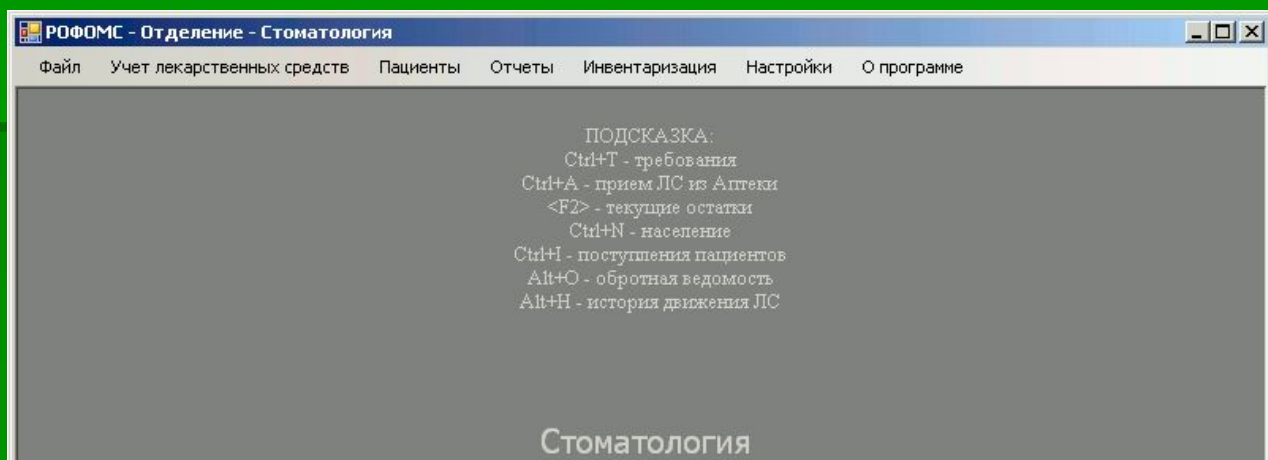 РОФОМС - Отделение - Стоматология
Файл Учет лекарственных средств Пациенты Отчеты Инвентаризация Настройки О программе
ПОДСКАЗКА:
Ctrl+T - требования
Ctrl+A - прием ЛС из Аптеки
<F2> - текущие остатки
Ctrl+N - население
Ctrl+I - поступления пациентов
Alt+O - обротная ведомость
Alt+H - история движения ЛС
Стоматология